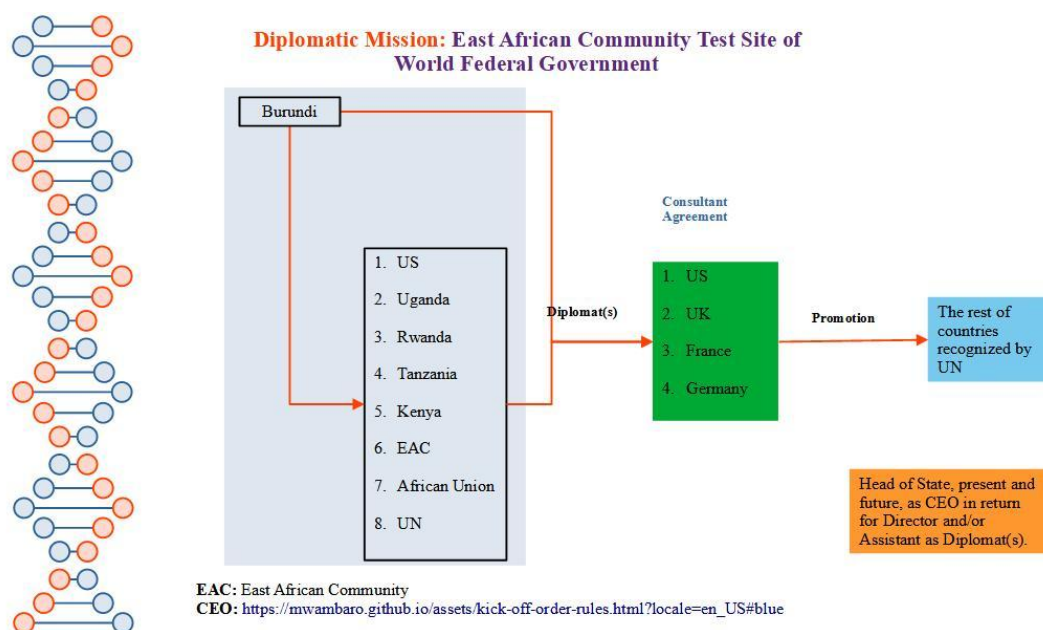 Diplomatic Mission: East African Community Test Site of
World Federal Government
Burundi
1. US
2. Uganda
3. Rwanda
4. Tanzania
5. Kenya
6. EAC
7. African Union
8. UN
Diplomat(s)
Consultant
Agreement
1. US
2. UK
3. France
4. Germany
Promotion
The rest of
countries
recognized by
UN
Head of State, present and
future, as CEO in return
for Director and/or
Assistant as Diplomat(s).
EAC: East African Community
CEO: https://mwambaro.github.io/assets/kick-off-order-rules.html?locale=en_US#blue